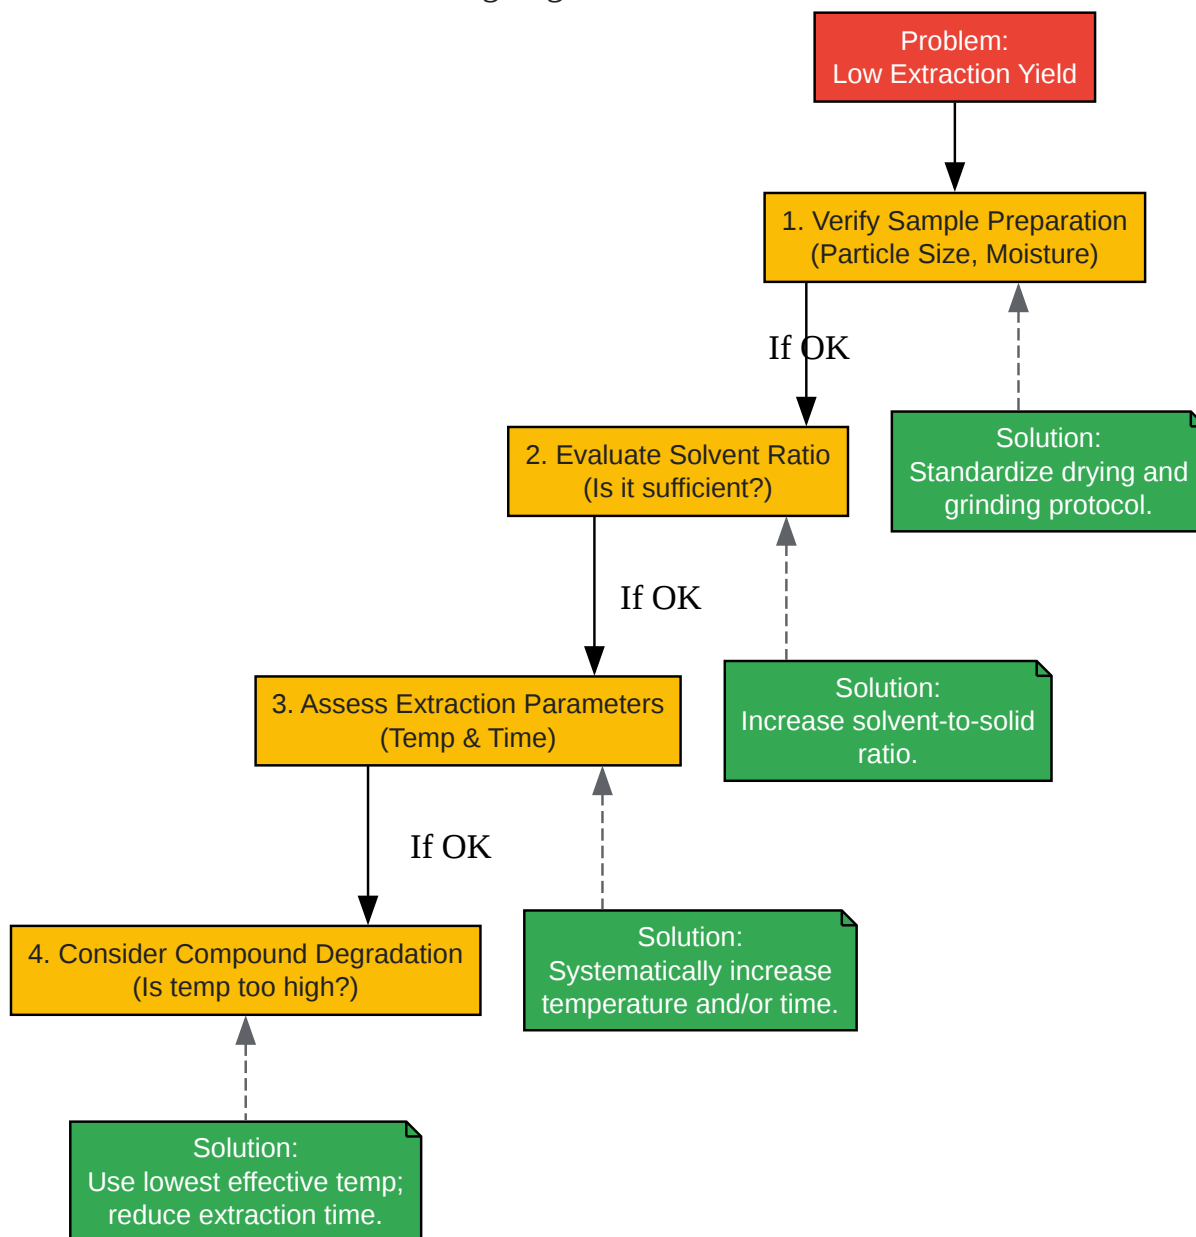 Problem:
Low Extraction Yield
1. Verify Sample Preparation
(Particle Size, Moisture)
If OK
Solution:
Standardize drying and
grinding protocol.
2. Evaluate Solvent Ratio
(Is it sufficient?)
If OK
Solution:
Increase solvent-to-solid
ratio.
3. Assess Extraction Parameters
(Temp & Time)
If OK
Solution:
Systematically increase
temperature and/or time.
4. Consider Compound Degradation
(Is temp too high?)
Solution:
Use lowest effective temp;
reduce extraction time.